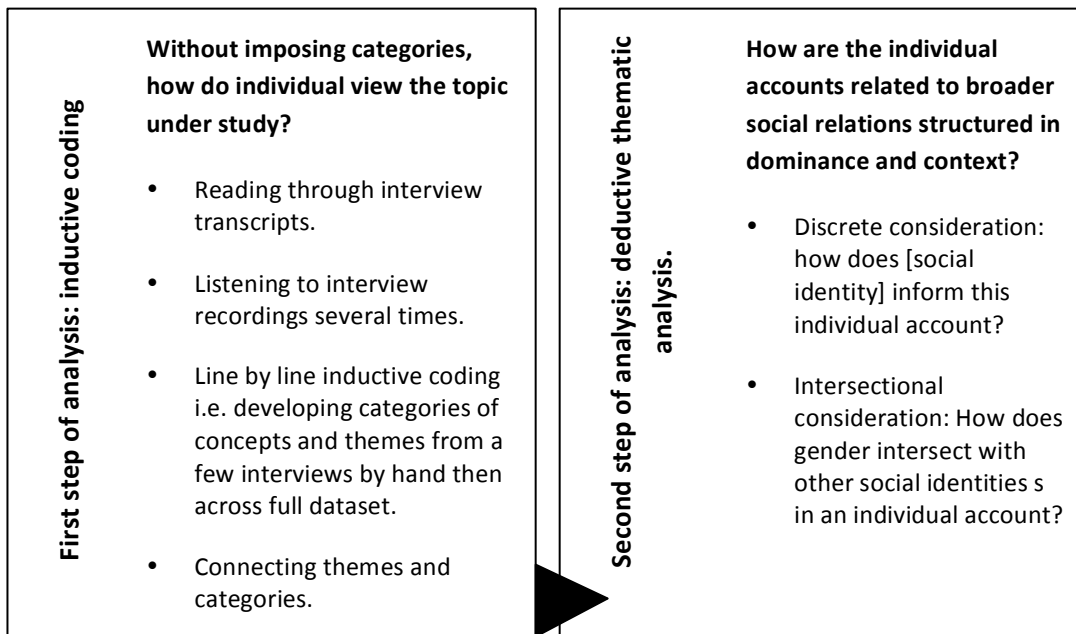 First step of analysis: inductive coding
Without imposing categories,
how do individual view the topic
under study?
• Reading through interview
transcripts.
• Listening to interview
recordings several times.
• Line by line inductive coding
i.e. developing categories of
concepts and themes from a
few interviews by hand then
across full dataset.
• Connecting themes and
categories.
Second step of analysis: deductive thematic
analysis.
How are the individual
accounts related to broader
social relations structured in
dominance and context?
• Discrete consideration:
how does [social
identity] inform this
individual account?
• Intersectional
consideration: How does
gender intersect with
other social identities s
in an individual account?